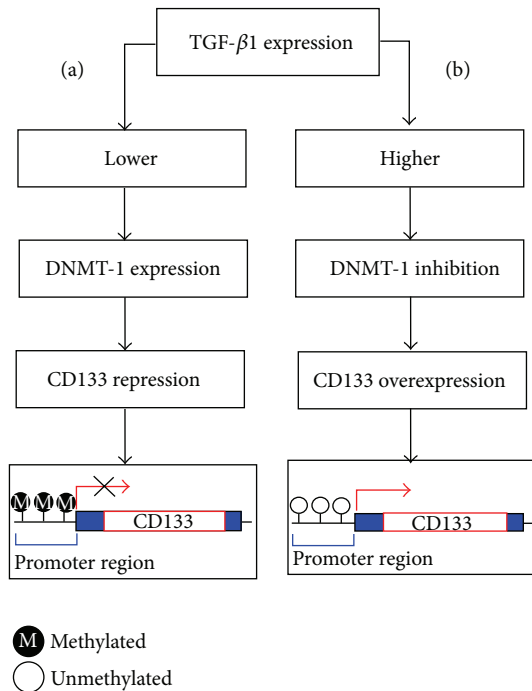 TGF-β1 expression
(a)
(b)
Lower
Higher
DNMT-1 expression
DNMT-1 inhibition
CD133 repression
CD133 overexpression
M M M
CD133
Promoter region
CD133
Promoter region
M Methylated
Unmethylated